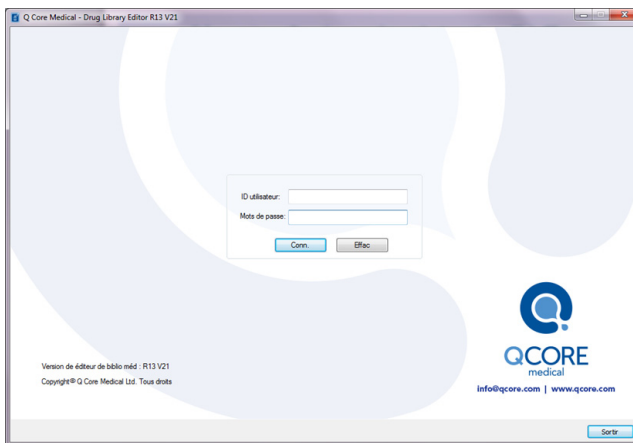 Q Core Medical - Drug Library Editor R13 V21
ID utilisateur:
Mots de passe:
Conn. Effac
QCORE
medical
Version de éditeur de biblio méd : R13 V21
Copyright® Q Core Medical Ltd. Tous droits
info@qcore.com | www.qcore.com
Sortir